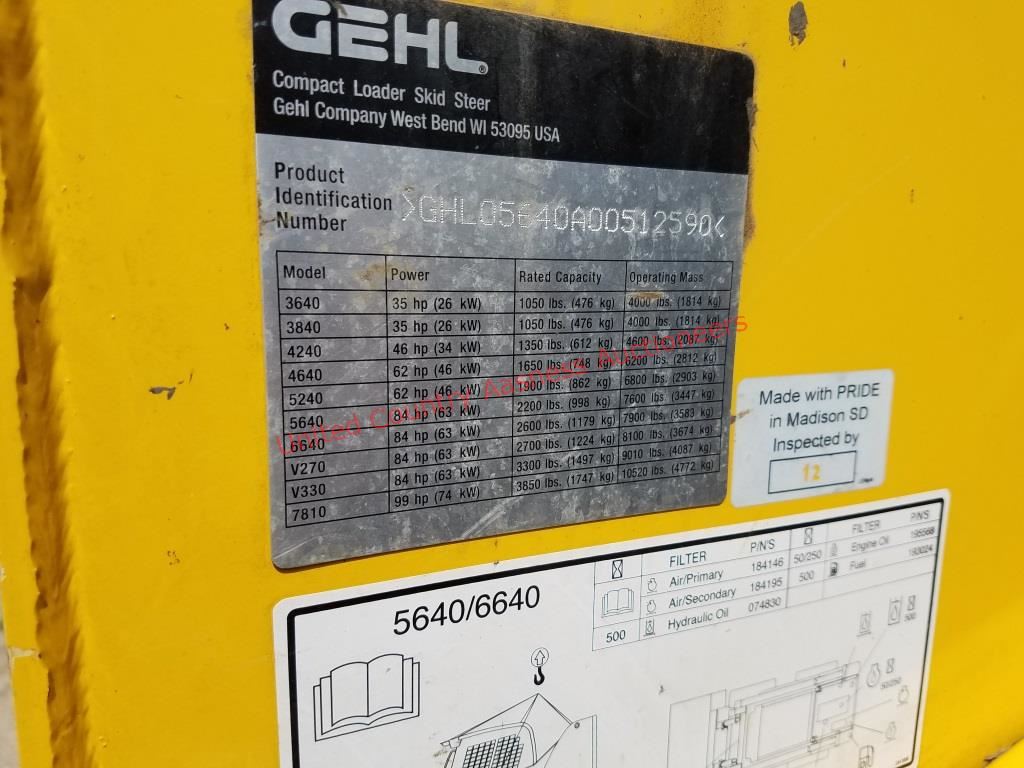 GEHL®
Compact Loader Skid Steer
Gehl Company West Bend WI 53095 USA
Product
Identification
Number
>GHL05640A00512590<
Model Power Rated Capacity Operating Mass
3640 35 hp (26 kW) 1050 lbs. (476 kg) 4000 lbs. (1814 kg)
3840 35 hp (26 kW) 1050 lbs. (476 kg) 4000 lbs. (1814 kg)
4240 46 hp (34 kW) 1350 lbs. (612 kg) 4600 lbs. (2087 kg)
4640 62 hp (46 kW) 1650 lbs. (748 kg) 6200 lbs. (2812 kg)
5240 62 hp (46 kW) 1900 lbs. (862 kg) 6800 lbs. (2903 kg)
5640 84 hp (63 kW) 2200 lbs. (998 kg) 7600 lbs. (3447 kg)
6640 84 hp (63 kW) 2600 lbs. (1179 kg) 7900 lbs. (3583 kg)
V270 84 hp (63 kW) 2700 lbs. (1224 kg) 8100 lbs. (3674 kg)
V330 84 hp (63 kW) 3300 lbs. (1497 kg) 9010 lbs. (4087 kg)
7810 99 hp (74 kW) 3850 lbs. (1747 kg) 10520 lbs. (4772 kg)
United Country Aasness Auctioneers
Made with PRIDE
in Madison SD
Inspected by
12
5640/6640
FILTER P/N'S FILTER P/N'S
Air/Primary 184146 50/250 Engine Oil 195568
Air/Secondary 184195 500 Fuel 193024
500 Hydraulic Oil 074830
500
50/250